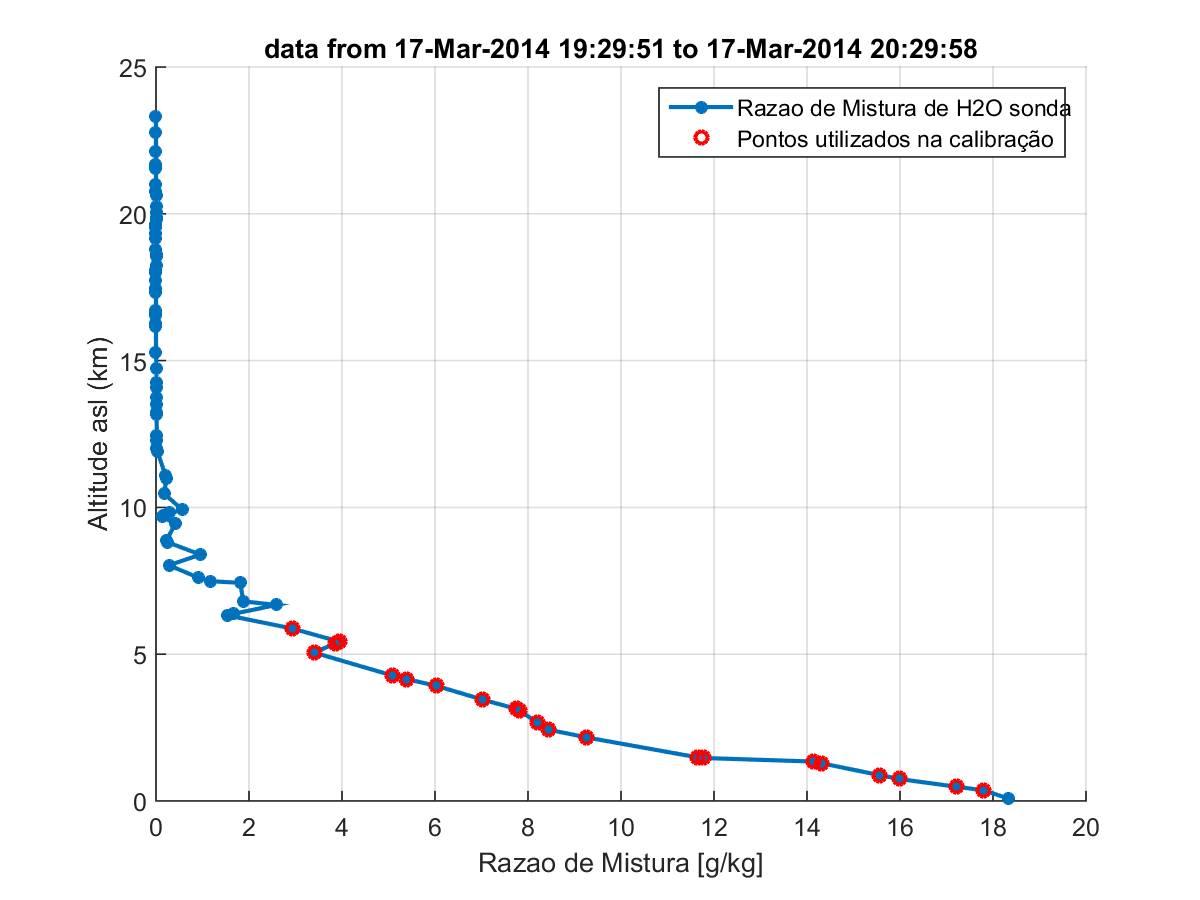 data from 17-Mar-2014 19:29:51 to 17-Mar-2014 20:29:58
Razao de Mistura de H2O sonda
Pontos utilizados na calibração
25
20
15
10
5
0
Altitude asl (km)
0 2 4 6 8 10 12 14 16 18 20
Razao de Mistura [g/kg]